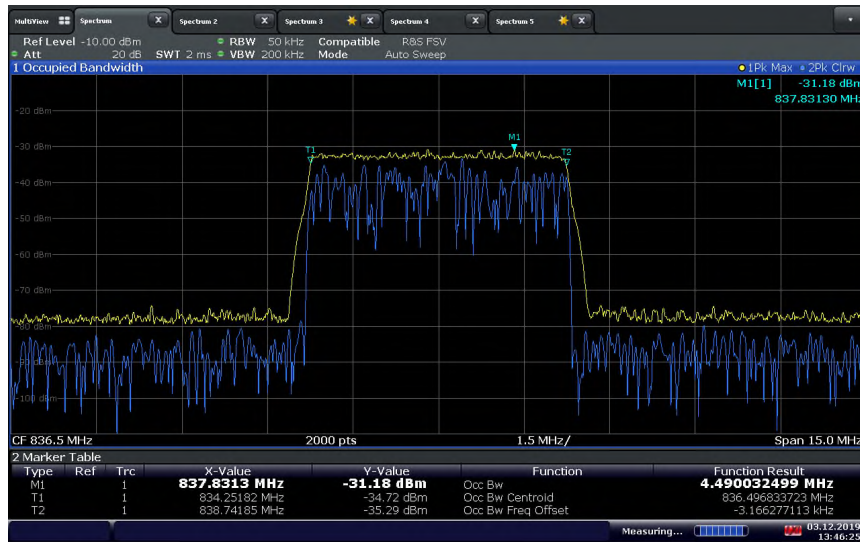 MultiView Spectrum X Spectrum 2 X Spectrum 3 X Spectrum 4 X Spectrum 5 X
Ref Level -10.00 dBm RBW 50 kHz Compatible R&S FSV
Att 20 dB SWT 2 ms VBW 200 kHz Mode Auto Sweep
1 Occupied Bandwidth 1Pk Max 2Pk Clrw
M1[1] -31.18 dBm
837.83130 MHz
-20 dBm
-30 dBm
M1
T1
T2
-40 dBm
-50 dBm
-60 dBm
-70 dBm
-80 dBm
-90 dBm
-100 dBm
CF 836.5 MHz 2000 pts 1.5 MHz/ Span 15.0 MHz
2 Marker Table
Type Ref Trc X-Value Y-Value Function Function Result
M1 1 837.8313 MHz -31.18 dBm Occ Bw 4.490032499 MHz
T1 1 834.25182 MHz -34.72 dBm Occ Bw Centroid 836.496833723 MHz
T2 1 838.74185 MHz -35.29 dBm Occ Bw Freq Offset -3.166277113 kHz
Measuring... 03.12.2019
13:46:25